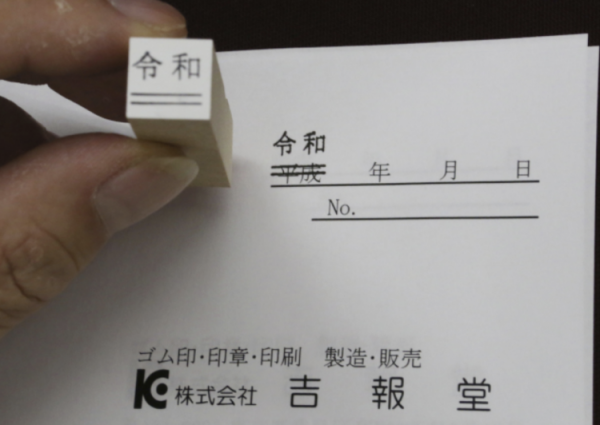 令和
令和
平成 年 月 日
No.
ゴム印・印章・印刷 製造・販売
株式会社 吉報堂